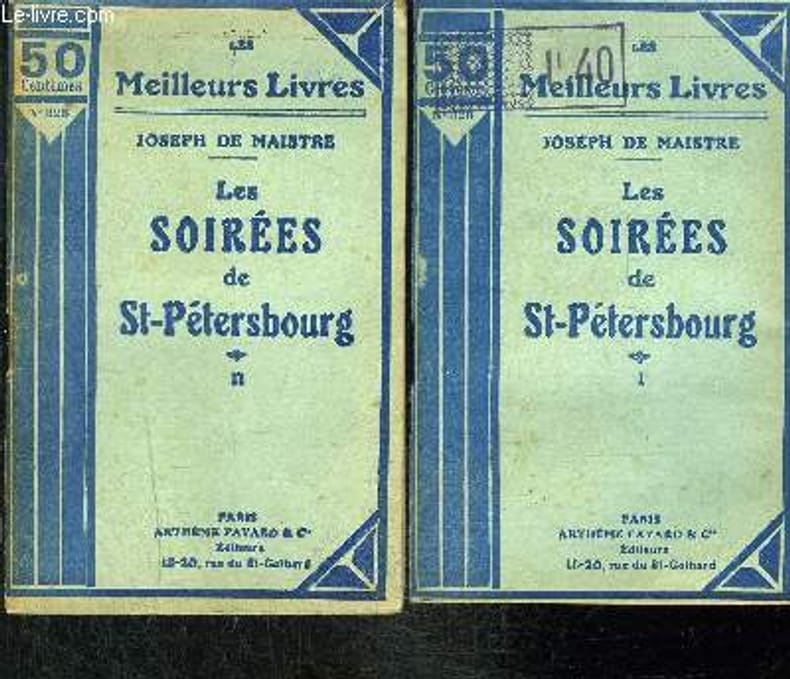 Le-livre.com
50
Centimes
LES
Meilleurs Livres
JOSEPH DE MAISTRE
Les
SOIRÉES
de
St-Pétersbourg
II
PARIS
ARTHÈME FAYARD & Cie
Éditeurs
18-20, rue du St-Gothard
50
1f 40
LES
Meilleurs Livres
JOSEPH DE MAISTRE
Les
SOIRÉES
de
St-Pétersbourg
I
PARIS
ARTHÈME FAYARD & Cie
Éditeurs
18-20, rue du St-Gothard